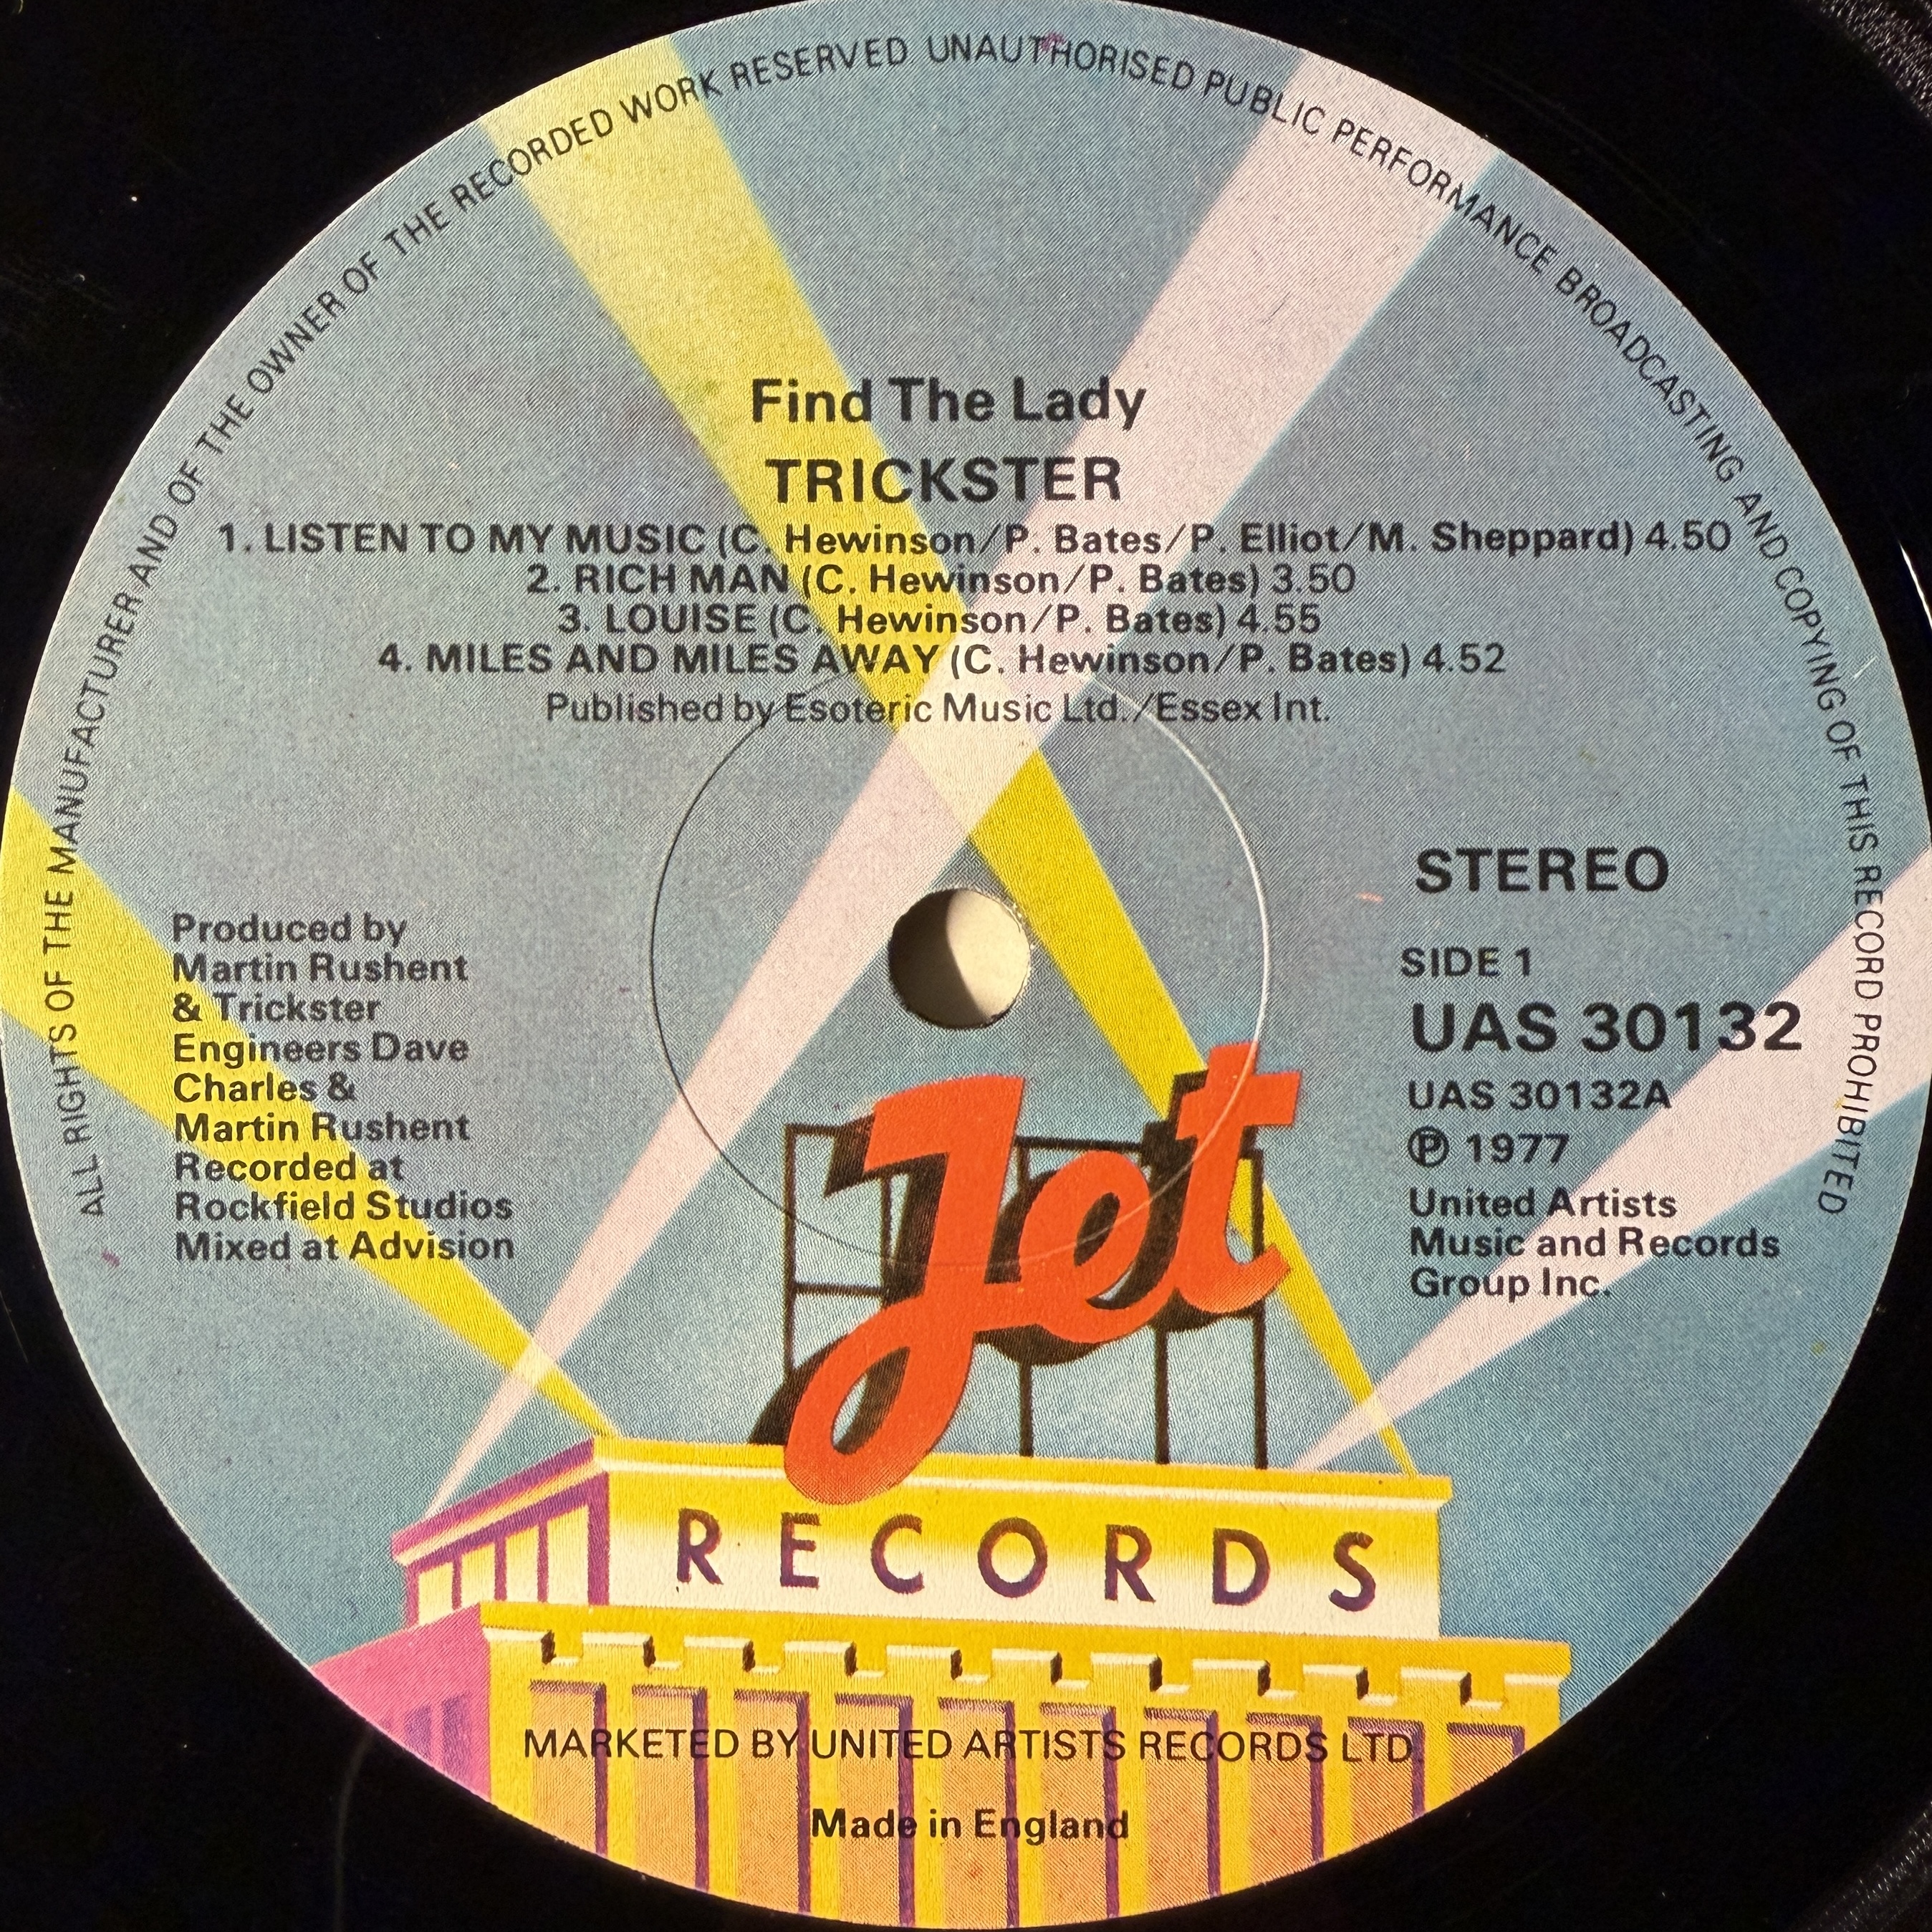 ALL RIGHTS OF THE MANUFACTURER AND OF THE OWNER OF THE RECORDED WORK RESERVED. UNAUTHORISED PUBLIC PERFORMANCE BROADCASTING AND COPYING OF THIS RECORD PROHIBITED
Find The Lady
TRICKSTER
1. LISTEN TO MY MUSIC (C. Hewinson/P. Bates/P. Elliot/M. Sheppard) 4.50
2. RICH MAN (C. Hewinson/P. Bates) 3.50
3. LOUISE (C. Hewinson/P. Bates) 4.55
4. MILES AND MILES AWAY (C. Hewinson/P. Bates) 4.52
Published by Esoteric Music Ltd./Essex Int.
Produced by
Martin Rushent
& Trickster
Engineers Dave
Charles &
Martin Rushent
Recorded at
Rockfield Studios
Mixed at Advision
STEREO
SIDE 1
UAS 30132
UAS 30132A
℗ 1977
United Artists
Music and Records
Group Inc.
Jet
RECORDS
MARKETED BY UNITED ARTISTS RECORDS LTD.
Made in England